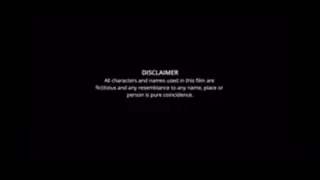 DISCLAIMER
All characters and names used in this film are
fictitious and any resemblance to any name, place or
person is pure coincidence.